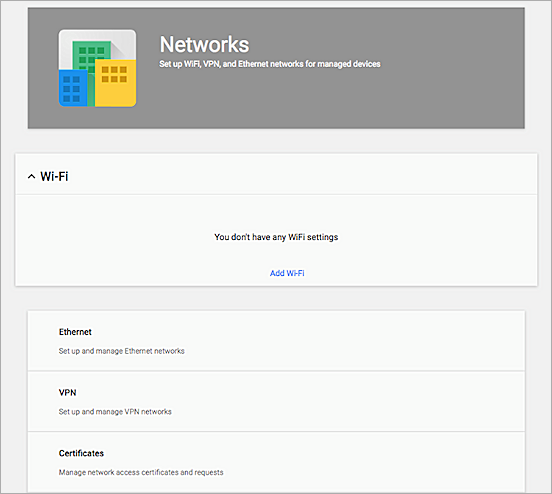 Networks
Set up WiFi, VPN, and Ethernet networks for managed devices
Wi-Fi
You don't have any WiFi settings
Add Wi-Fi
Ethernet
Set up and manage Ethernet networks
VPN
Set up and manage VPN networks
Certificates
Manage network access certificates and requests